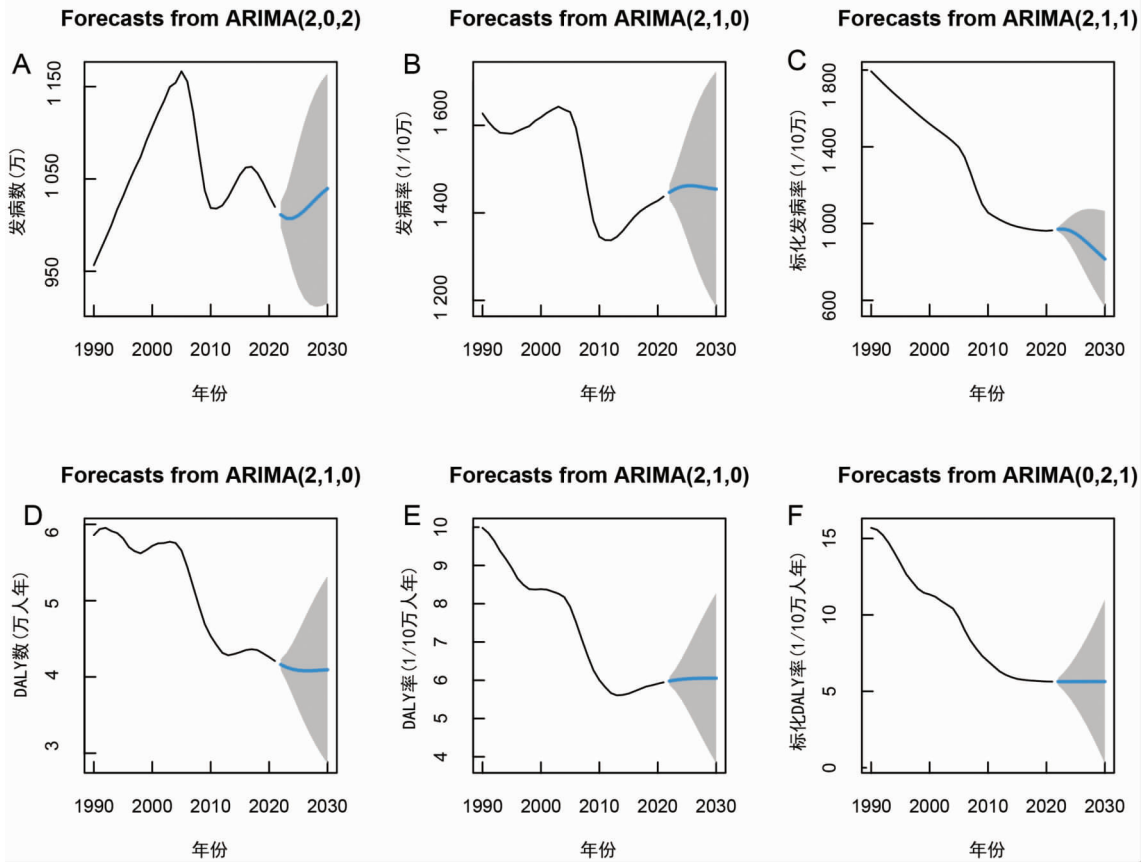 Forecasts from ARIMA(2,0,2)
A
发病数(万)
1 150
1 050
950
1990 2000 2010 2020 2030
年份
Forecasts from ARIMA(2,1,0)
B
发病率(1/10万)
1 600
1 400
1 200
1990 2000 2010 2020 2030
年份
Forecasts from ARIMA(2,1,1)
C
标化发病率(1/10万)
1 800
1 400
1 000
600
1990 2000 2010 2020 2030
年份
Forecasts from ARIMA(2,1,0)
D
DALY数(万人年)
6
5
4
3
1990 2000 2010 2020 2030
年份
Forecasts from ARIMA(2,1,0)
E
DALY率(1/10万人年)
10
9
8
7
6
5
4
1990 2000 2010 2020 2030
年份
Forecasts from ARIMA(0,2,1)
F
标化DALY率(1/10万人年)
15
10
5
0
1990 2000 2010 2020 2030
年份